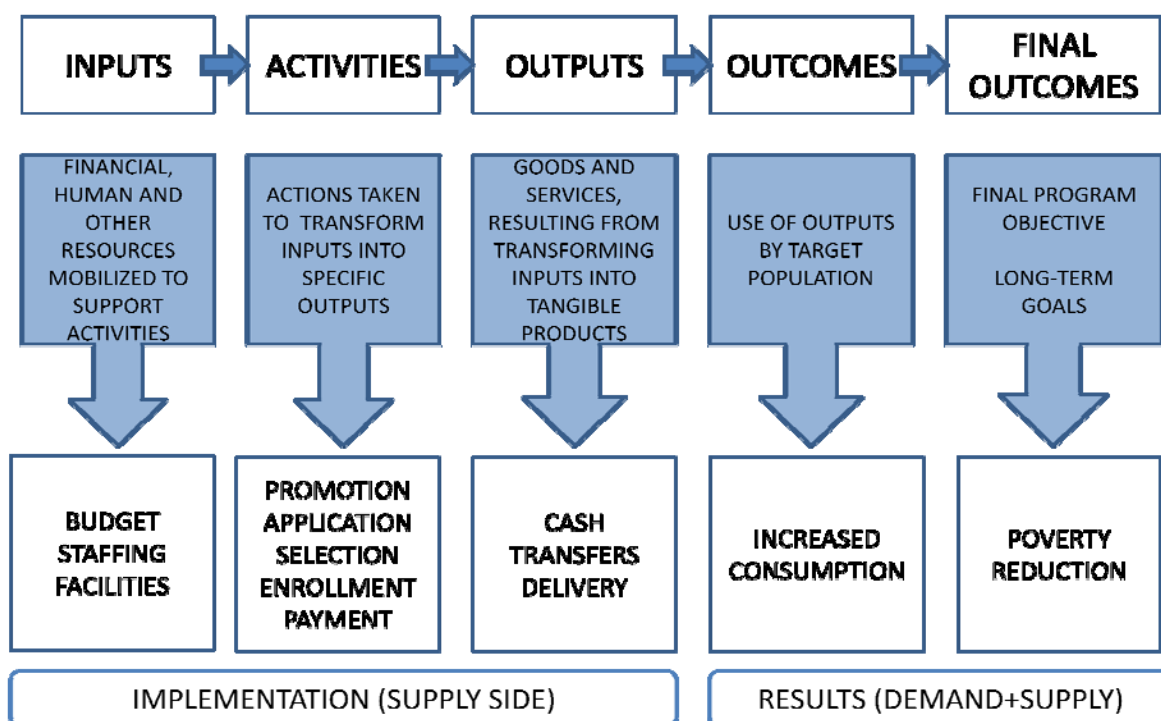 INPUTS
ACTIVITIES
OUTPUTS
OUTCOMES
FINAL
OUTCOMES
FINANCIAL,
HUMAN AND
OTHER
RESOURCES
MOBILIZED TO
SUPPORT
ACTIVITIES
ACTIONS TAKEN
TO TRANSFORM
INPUTS INTO
SPECIFIC
OUTPUTS
GOODS AND
SERVICES,
RESULTING FROM
TRANSFORMING
INPUTS INTO
TANGIBLE
PRODUCTS
USE OF OUTPUTS
BY TARGET
POPULATION
FINAL PROGRAM
OBJECTIVE
LONG-TERM
GOALS
BUDGET
STAFFING
FACILITIES
PROMOTION
APPLICATION
SELECTION
ENROLLMENT
PAYMENT
CASH
TRANSFERS
DELIVERY
INCREASED
CONSUMPTION
POVERTY
REDUCTION
IMPLEMENTATION (SUPPLY SIDE)
RESULTS (DEMAND+SUPPLY)